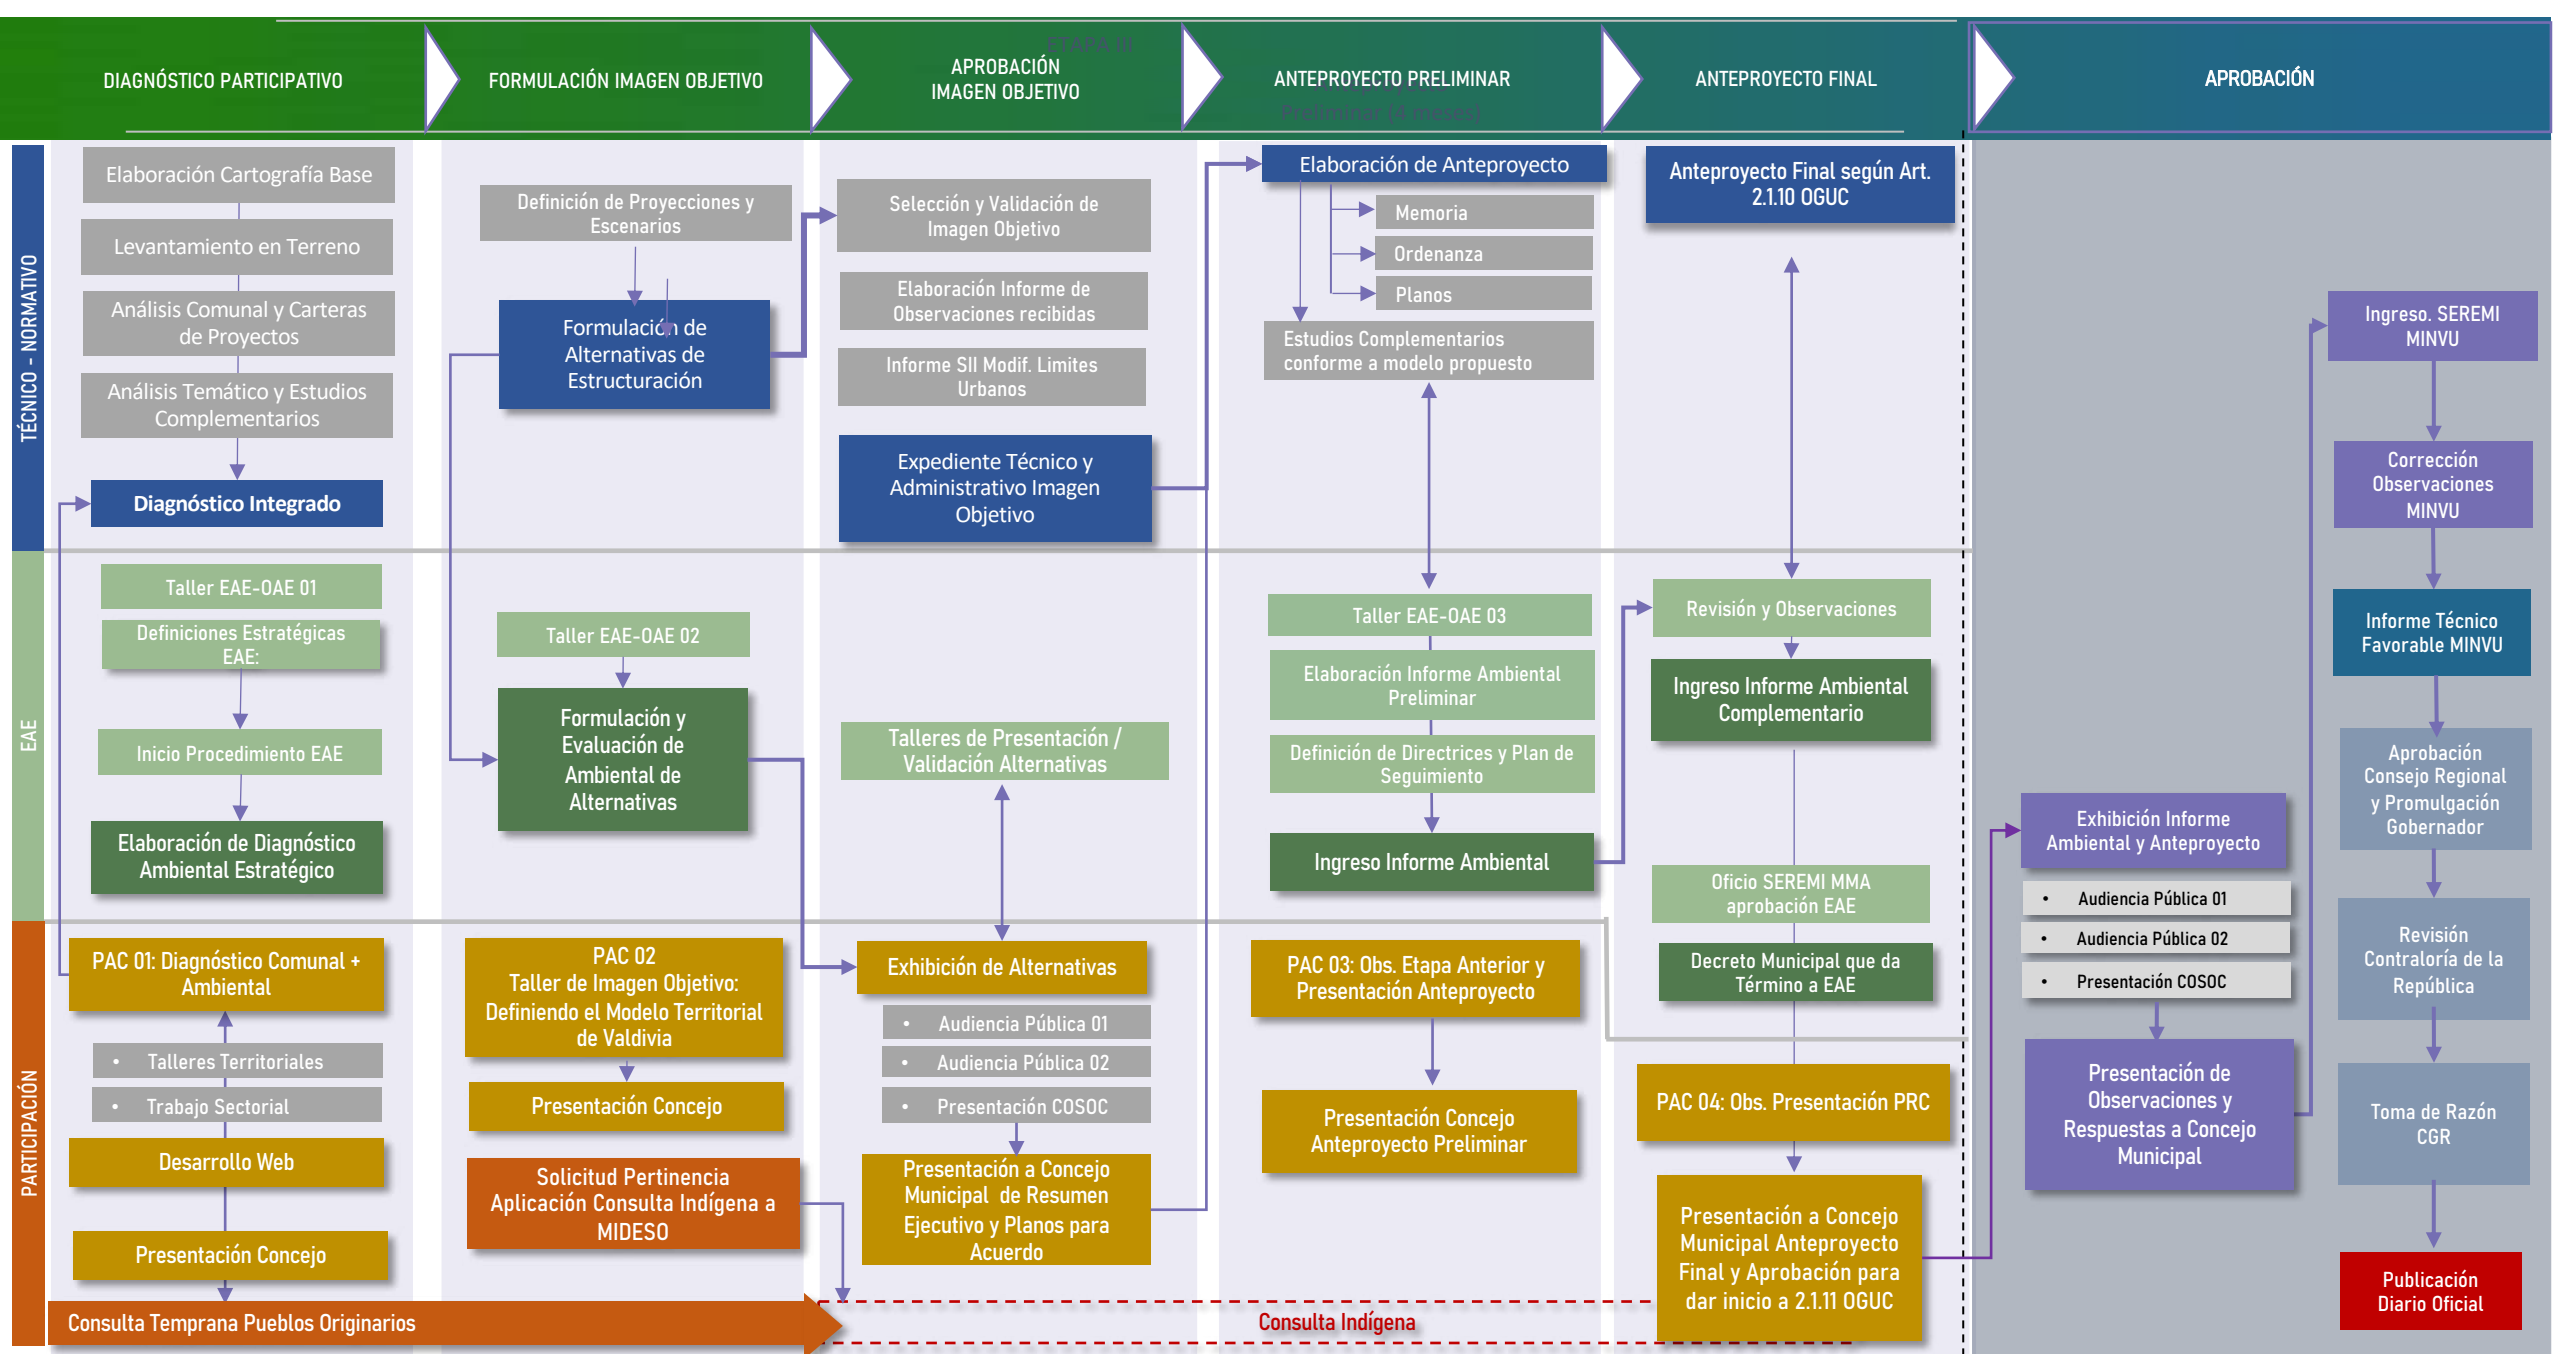 ETAPA III
DIAGNÓSTICO PARTICIPATIVO
FORMULACIÓN IMAGEN OBJETIVO
APROBACIÓN
IMAGEN OBJETIVO
ANTEPROYECTO PRELIMINAR
Preliminar (4 meses)
ANTEPROYECTO FINAL
APROBACIÓN
TÉCNICO - NORMATIVO
Elaboración Cartografía Base
Levantamiento en Terreno
Análisis Comunal y Carteras
de Proyectos
Análisis Temático y Estudios
Complementarios
Diagnóstico Integrado
Definición de Proyecciones y
Escenarios
Formulación de
Alternativas de
Estructuración
Selección y Validación de
Imagen Objetivo
Elaboración Informe de
Observaciones recibidas
Informe SII Modif. Limites
Urbanos
Expediente Técnico y
Administrativo Imagen
Objetivo
Elaboración de Anteproyecto
Memoria
Ordenanza
Planos
Estudios Complementarios
conforme a modelo propuesto
Anteproyecto Final según Art.
2.1.10 OGUC
EAE
Taller EAE-OAE 01
Definiciones Estratégicas
EAE:
Inicio Procedimiento EAE
Elaboración de Diagnóstico
Ambiental Estratégico
Taller EAE-OAE 02
Formulación y
Evaluación de
Ambiental de
Alternativas
Talleres de Presentación /
Validación Alternativas
Taller EAE-OAE 03
Elaboración Informe Ambiental
Preliminar
Definición de Directrices y Plan de
Seguimiento
Ingreso Informe Ambiental
Revisión y Observaciones
Ingreso Informe Ambiental
Complementario
Oficio SEREMI MMA
aprobación EAE
Decreto Municipal que da
Término a EAE
PARTICIPACIÓN
PAC 01: Diagnóstico Comunal +
Ambiental
• Talleres Territoriales
• Trabajo Sectorial
Desarrollo Web
Presentación Concejo
Consulta Temprana Pueblos Originarios
PAC 02
Taller de Imagen Objetivo:
Definiendo el Modelo Territorial
de Valdivia
Presentación Concejo
Solicitud Pertinencia
Aplicación Consulta Indígena a
MIDESO
Exhibición de Alternativas
• Audiencia Pública 01
• Audiencia Pública 02
• Presentación COSOC
Presentación a Concejo
Municipal de Resumen
Ejecutivo y Planos para
Acuerdo
Consulta Indígena
PAC 03: Obs. Etapa Anterior y
Presentación Anteproyecto
Presentación Concejo
Anteproyecto Preliminar
PAC 04: Obs. Presentación PRC
Presentación a Concejo
Municipal Anteproyecto
Final y Aprobación para
dar inicio a 2.1.11 OGUC
Exhibición Informe
Ambiental y Anteproyecto
• Audiencia Pública 01
• Audiencia Pública 02
• Presentación COSOC
Presentación de
Observaciones y
Respuestas a Concejo
Municipal
Ingreso. SEREMI
MINVU
Corrección
Observaciones
MINVU
Informe Técnico
Favorable MINVU
Aprobación
Consejo Regional
y Promulgación
Gobernador
Revisión
Contraloría de la
República
Toma de Razón
CGR
Publicación
Diario Oficial